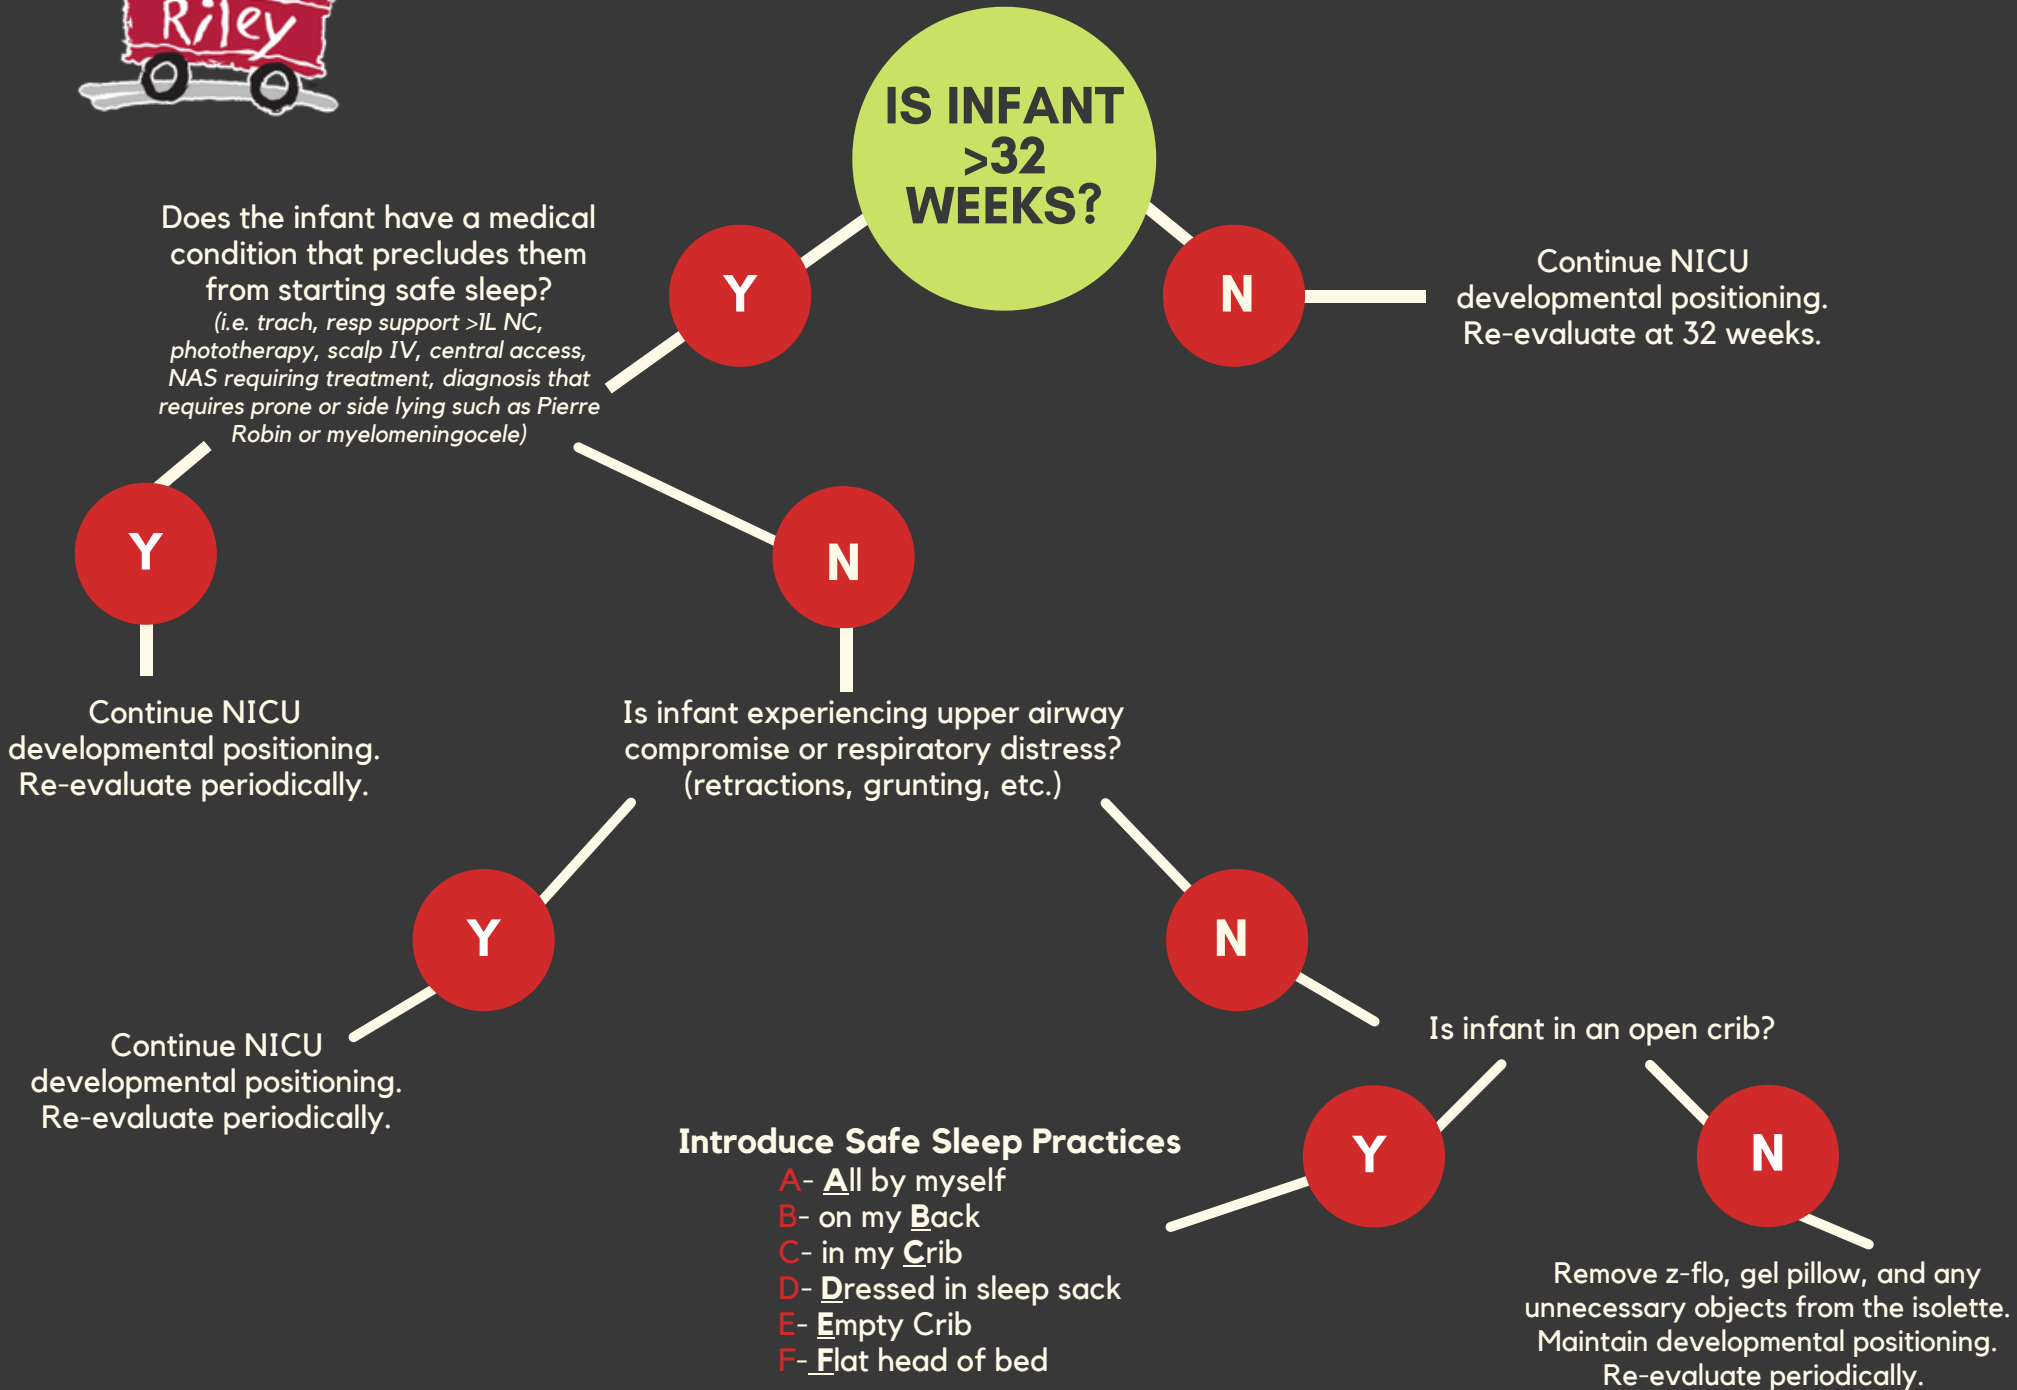 Riley
IS INFANT
>32
WEEKS?
Y
N
Continue NICU
developmental positioning.
Re-evaluate at 32 weeks.
Does the infant have a medical
condition that precludes them
from starting safe sleep?
(i.e. trach, resp support >1L NC,
phototherapy, scalp IV, central access,
NAS requiring treatment, diagnosis that
requires prone or side lying such as Pierre
Robin or myelomeningocele)
Y
N
Continue NICU
developmental positioning.
Re-evaluate periodically.
Is infant experiencing upper airway
compromise or respiratory distress?
(retractions, grunting, etc.)
Y
N
Continue NICU
developmental positioning.
Re-evaluate periodically.
Is infant in an open crib?
Y
N
Introduce Safe Sleep Practices
A- All by myself
B- on my Back
C- in my Crib
D- Dressed in sleep sack
E- Empty Crib
F- Flat head of bed
Remove z-flo, gel pillow, and any
unnecessary objects from the isolette.
Maintain developmental positioning.
Re-evaluate periodically.